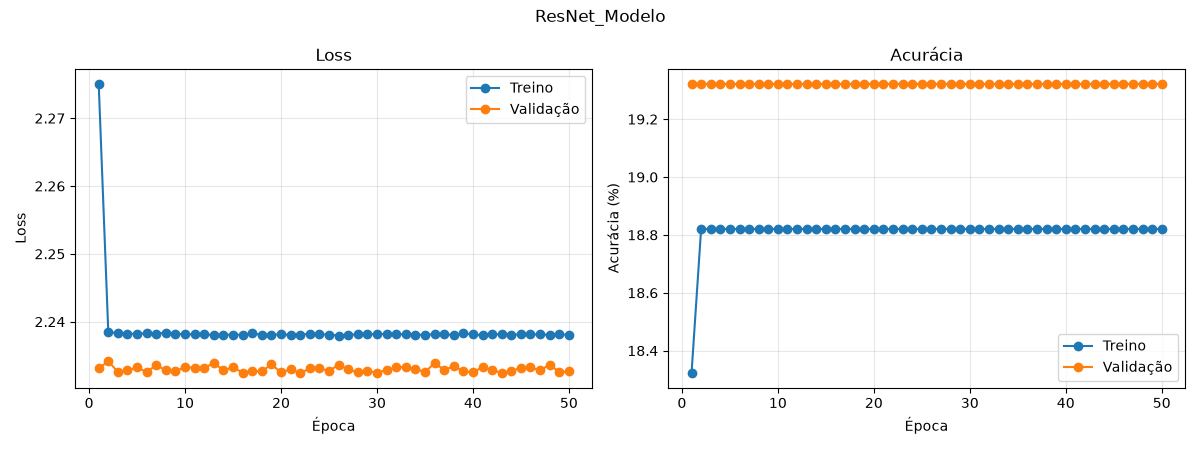 ResNet_Modelo
Loss
Treino
Validação
2.27
2.26
2.25
2.24
Loss
0
10
20
30
40
50
Época
Acurácia
19.2
19.0
18.8
18.6
18.4
Acurácia (%)
Treino
Validação
0
10
20
30
40
50
Época